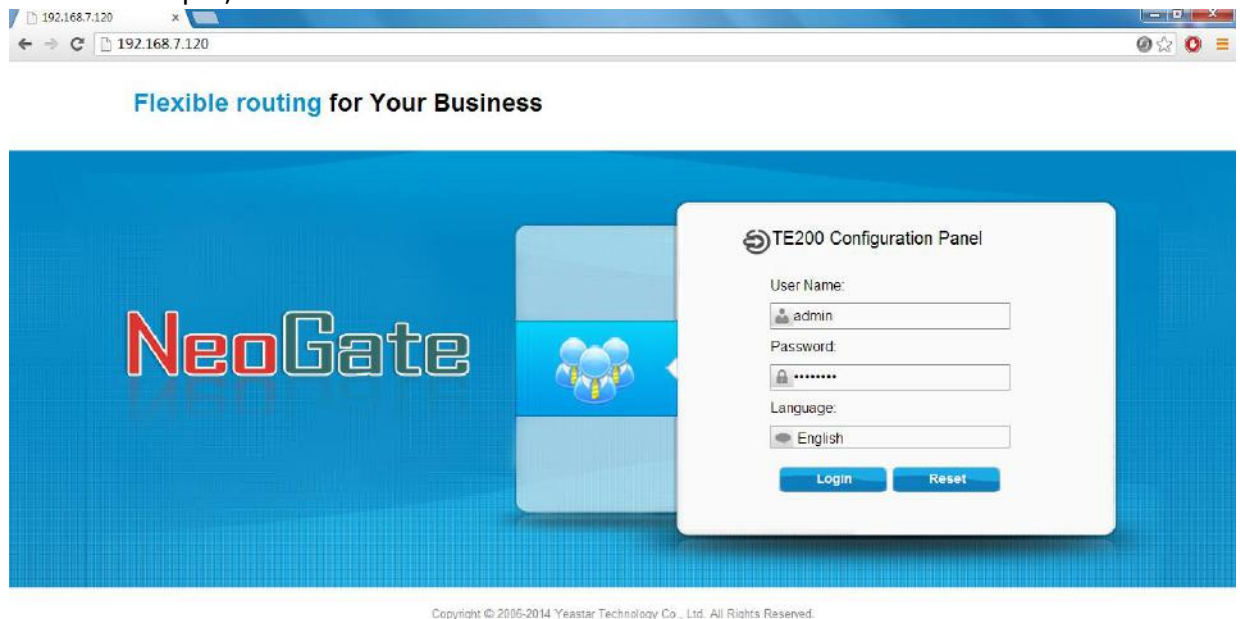 192.168.7.120
192.168.7.120
Flexible routing for Your Business
NeoGate
TE200 Configuration Panel
User Name:
admin
Password:
••••••••
Language:
English
Login Reset
Copyright © 2006-2014 Yeastar Technology Co., Ltd. All Rights Reserved.